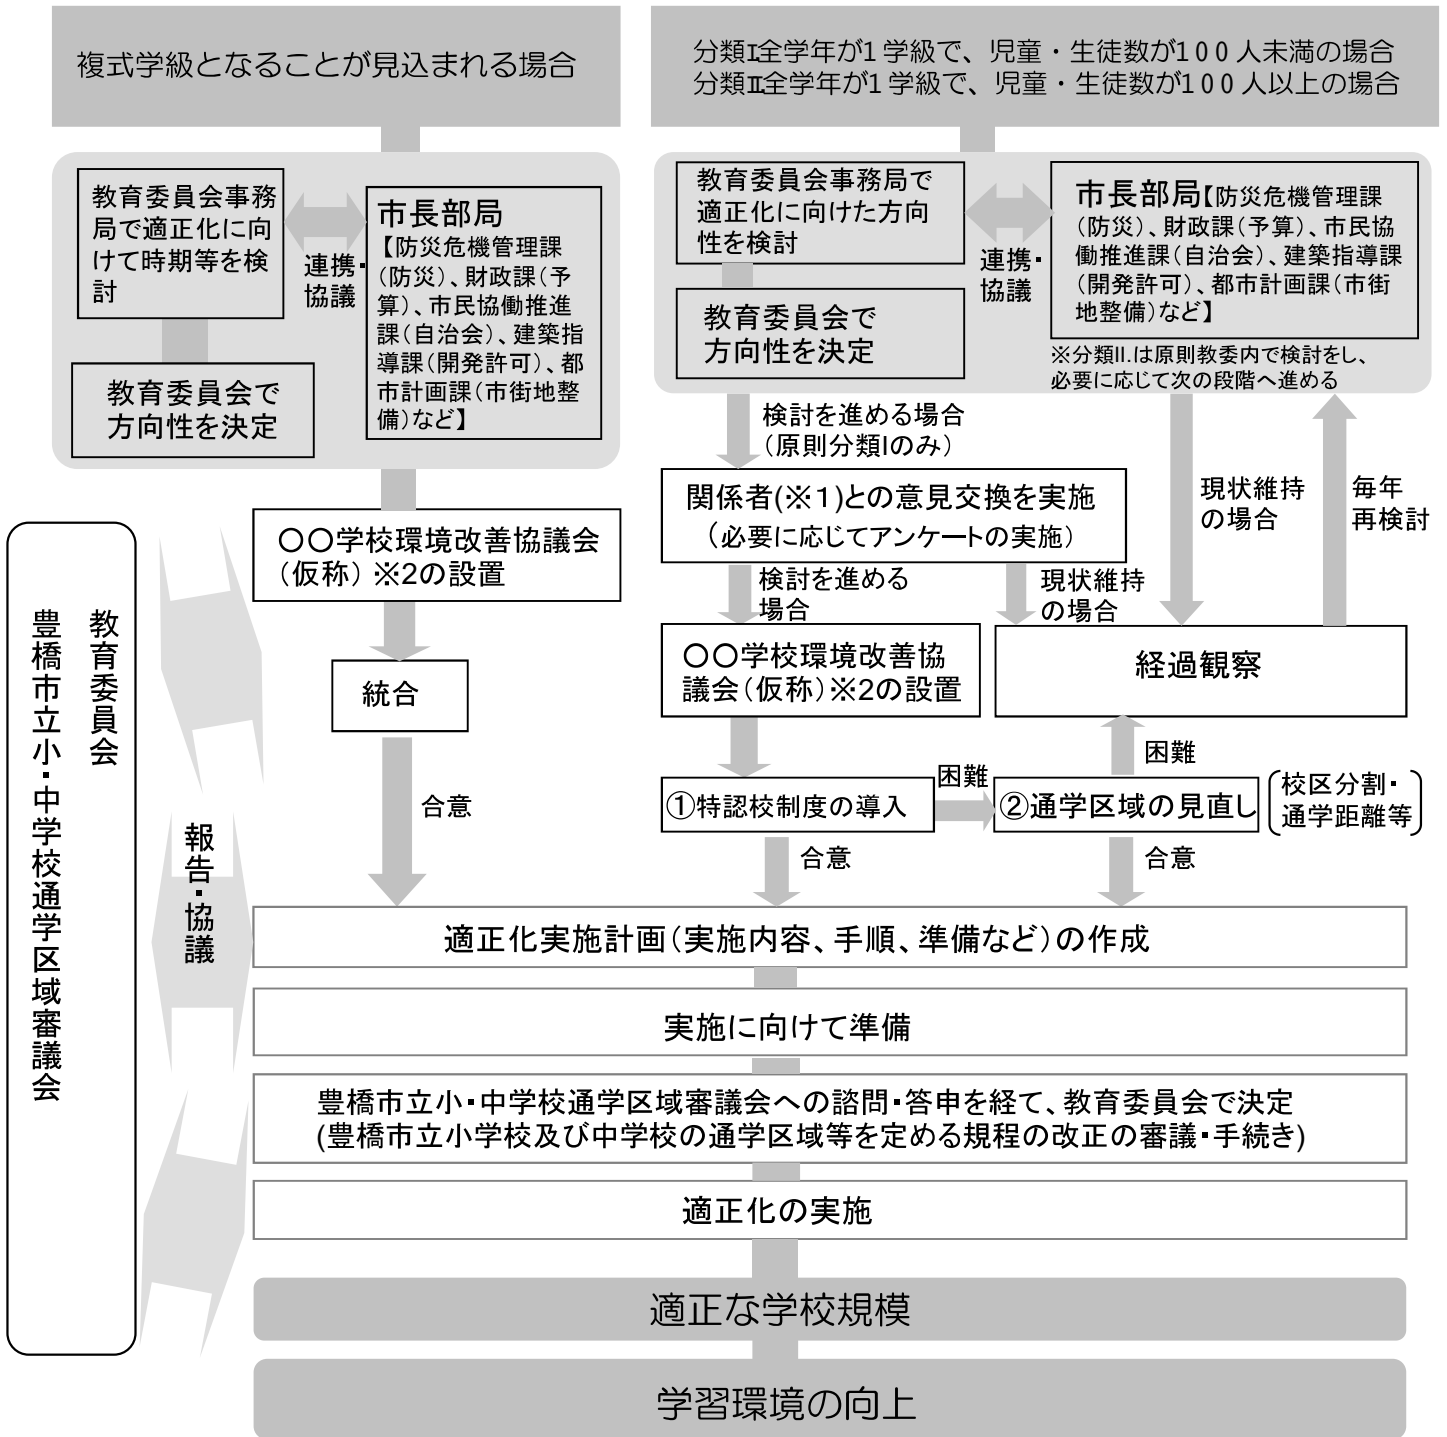 複式学級となることが見込まれる場合
分類Ⅰ全学年が1学級で、児童・生徒数が100人未満の場合
分類Ⅱ全学年が1学級で、児童・生徒数が100人以上の場合
教育委員会事務
局で適正化に向
けて時期等を検
討
連携・
協議
市長部局
【防災危機管理課
(防災)、財政課(予
算)、市民協働推進
課(自治会)、建築指
導課(開発許可)、都
市計画課(市街地整
備)など】
教育委員会で
方向性を決定
教育委員会事務局で
適正化に向けた方向
性を検討
連携・
協議
市長部局【防災危機管理課
(防災)、財政課(予算)、市民協
働推進課(自治会)、建築指導課
(開発許可)、都市計画課(市街
地整備)など】
教育委員会で
方向性を決定
※分類II.は原則教委内で検討をし、
必要に応じて次の段階へ進める
検討を進める場合
(原則分類Iのみ)
関係者(※1)との意見交換を実施
(必要に応じてアンケートの実施)
現状維持
の場合
毎年
再検討
〇〇学校環境改善協議会
(仮称)※2の設置
検討を進める
場合
現状維持
の場合
〇〇学校環境改善協
議会(仮称)※2の設置
経過観察
統合
合意
困難
①特認校制度の導入
困難
②通学区域の見直し
校区分割・
通学距離等
合意
合意
教育委員会
豊橋市立小・中学校通学区域審議会
報告・協議
適正化実施計画(実施内容、手順、準備など)の作成
実施に向けて準備
豊橋市立小・中学校通学区域審議会への諮問・答申を経て、教育委員会で決定
(豊橋市立小学校及び中学校の通学区域等を定める規程の改正の審議・手続き)
適正化の実施
適正な学校規模
学習環境の向上